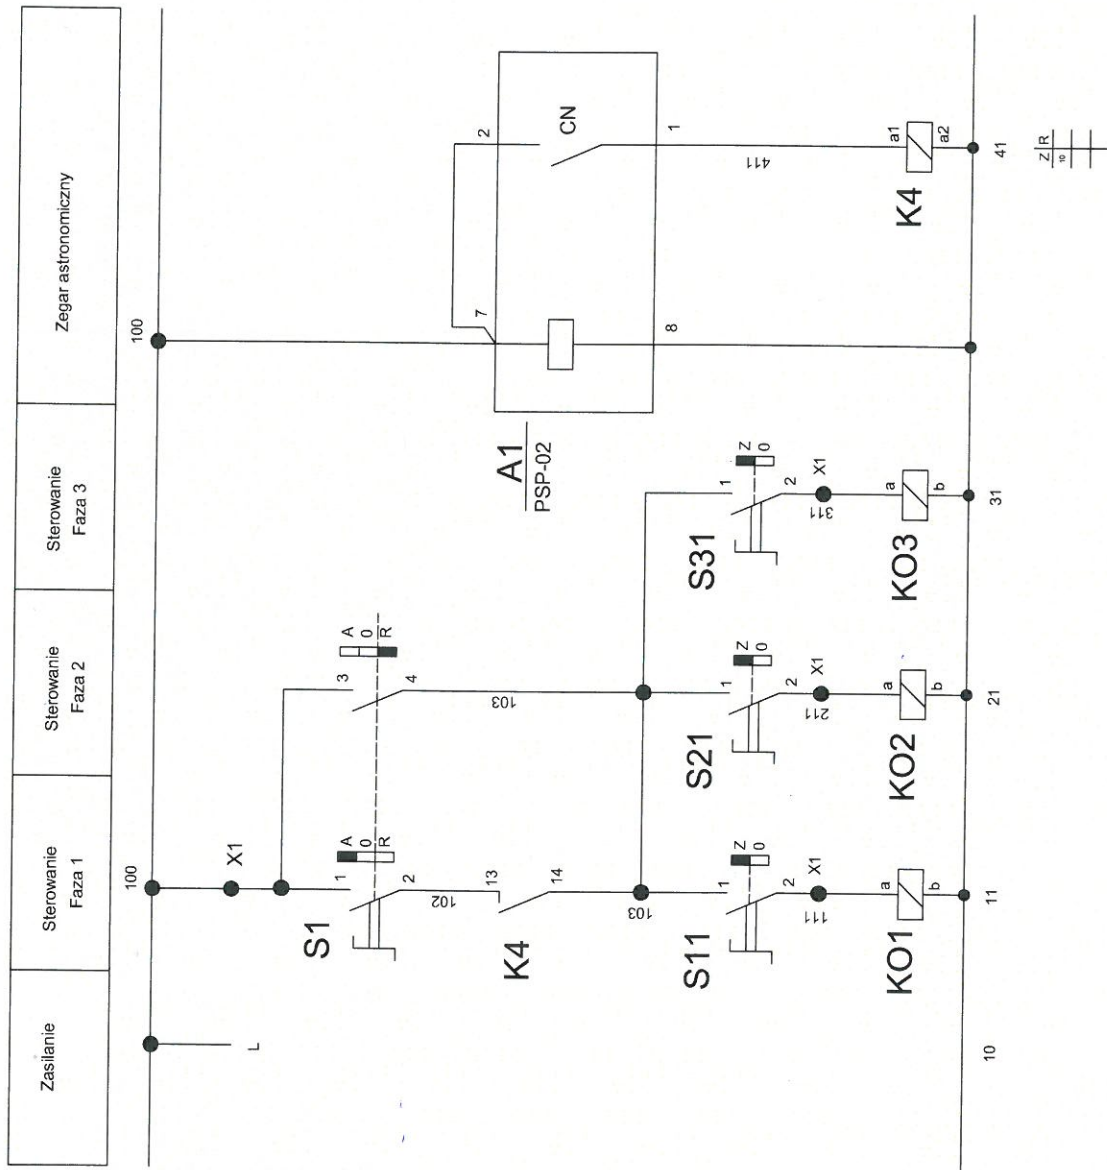 Zasilanie
Sterowanie
Faza 1
Sterowanie
Faza 2
Sterowanie
Faza 3
Zegar astronomiczny
100
100
L
X1
S1
1
2
A
0
R
3
4
A
0
R
102
103
K4
13
14
103
S11
1
2
Z
0
X1
111
KO1
a
b
S21
1
2
Z
0
X1
211
KO2
a
b
S31
1
2
Z
0
X1
311
KO3
a
b
A1
PSP-02
7
8
2
CN
1
411
K4
a1
a2
10
11
21
31
41
Z R
10